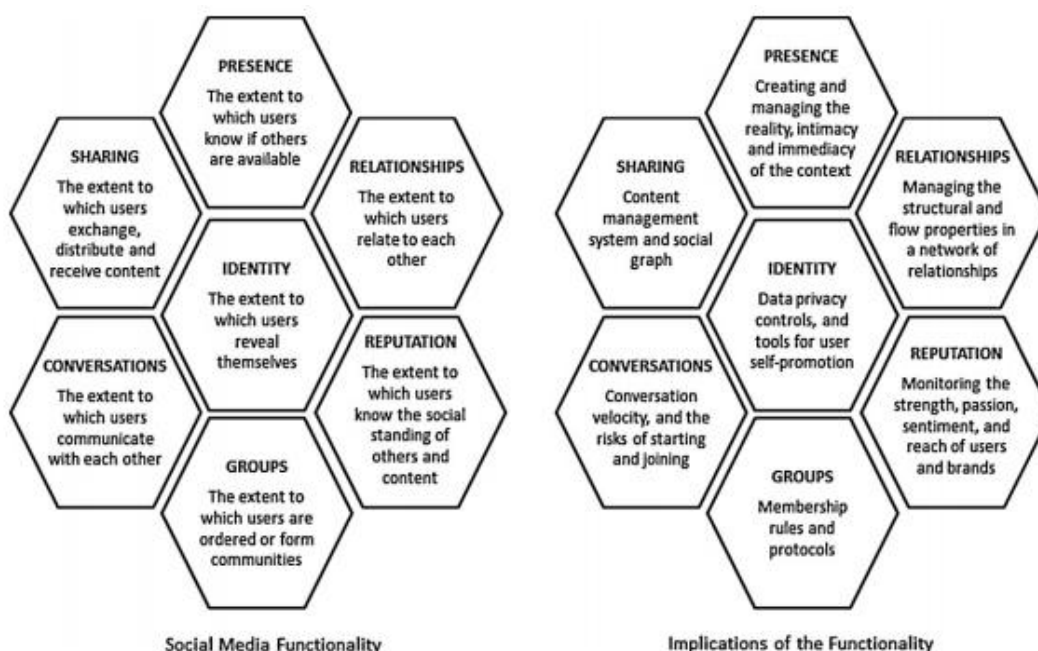 PRESENCE
The extent to
which users
know if others
are available
SHARING
The extent to
which users
exchange,
distribute and
receive content
RELATIONSHIPS
The extent to
which users
relate to each
other
IDENTITY
The extent to
which users
reveal
themselves
CONVERSATIONS
The extent to
which users
communicate
with each other
REPUTATION
The extent to
which users
know the social
standing of
others and
content
GROUPS
The extent to
which users are
ordered or form
communities
Social Media Functionality
PRESENCE
Creating and
managing the
reality, intimacy
and immediacy
of the context
SHARING
Content
management
system and social
graph
RELATIONSHIPS
Managing the
structural and
flow properties in
a network of
relationships
IDENTITY
Data privacy
controls, and
tools for user
self-promotion
CONVERSATIONS
Conversation
velocity, and the
risks of starting
and joining
REPUTATION
Monitoring the
strength, passion,
sentiment, and
reach of users
and brands
GROUPS
Membership
rules and
protocols
Implications of the Functionality